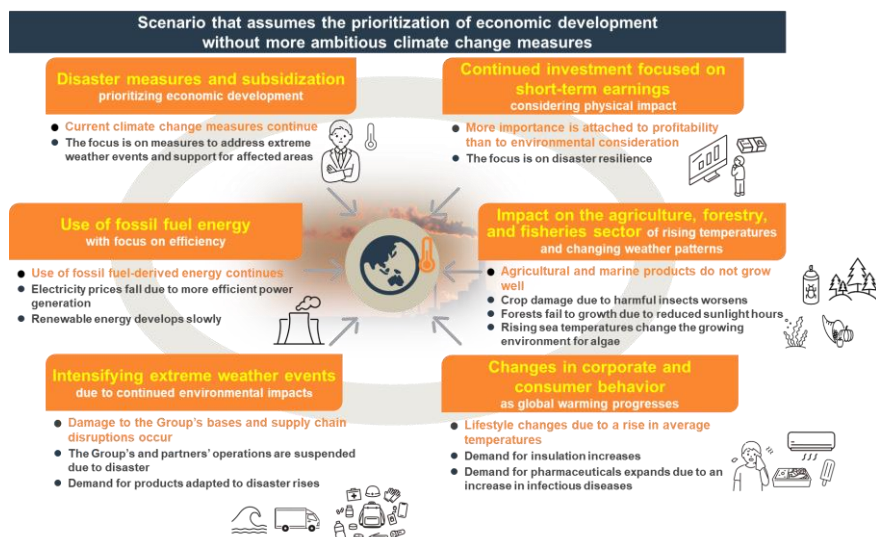 Scenario that assumes the prioritization of economic development
without more ambitious climate change measures
Disaster measures and subsidization
prioritizing economic development
● Current climate change measures continue
● The focus is on measures to address extreme
weather events and support for affected areas
Continued investment focused on
short-term earnings
considering physical impact
● More importance is attached to profitability
than to environmental consideration
● The focus is on disaster resilience
Use of fossil fuel energy
with focus on efficiency
● Use of fossil fuel-derived energy continues
● Electricity prices fall due to more efficient power
generation
● Renewable energy develops slowly
Impact on the agriculture, forestry,
and fisheries sector of rising temperatures
and changing weather patterns
● Agricultural and marine products do not grow
well
● Crop damage due to harmful insects worsens
● Forests fail to growth due to reduced sunlight hours
● Rising sea temperatures change the growing
environment for algae
Intensifying extreme weather events
due to continued environmental impacts
● Damage to the Group's bases and supply chain
disruptions occur
● The Group's and partners' operations are suspended
due to disaster
● Demand for products adapted to disaster rises
Changes in corporate and
consumer behavior
as global warming progresses
● Lifestyle changes due to a rise in average
temperatures
● Demand for insulation increases
● Demand for pharmaceuticals expands due to an
increase in infectious diseases